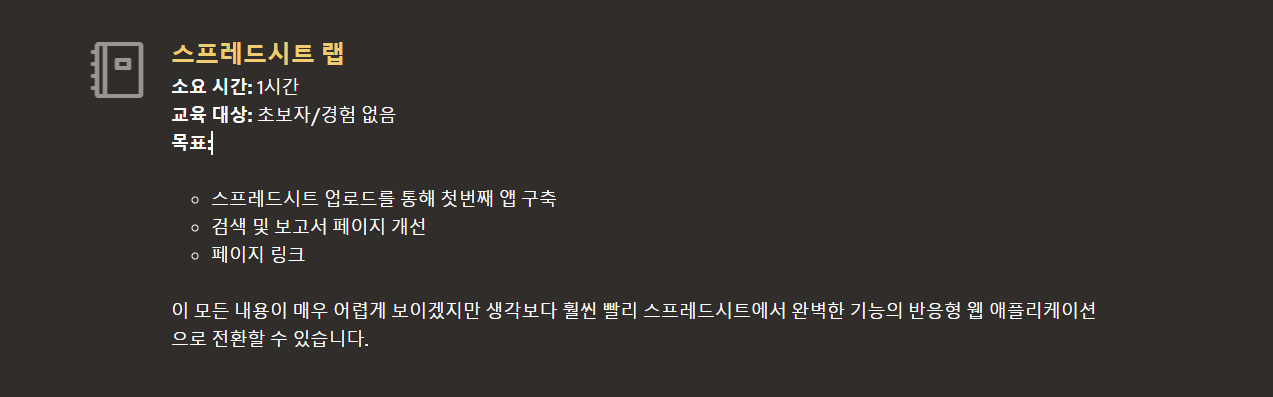 스프레드시트 랩
소요 시간: 1시간
교육 대상: 초보자/경험 없음
목표:
스프레드시트 업로드를 통해 첫번째 앱 구축
검색 및 보고서 페이지 개선
페이지 링크
이 모든 내용이 매우 어렵게 보이겠지만 생각보다 훨씬 빨리 스프레드시트에서 완벽한 기능의 반응형 웹 애플리케이션
으로 전환할 수 있습니다.